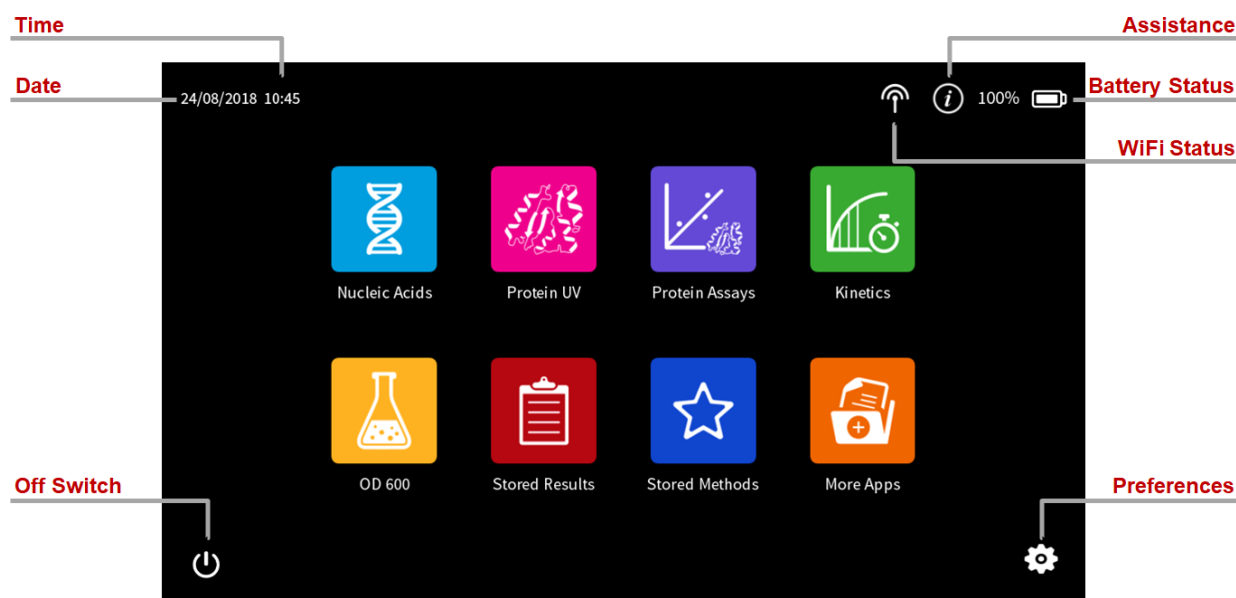 Time
Assistance
Date
Battery Status
24/08/2018 10:45
100%
WiFi Status
Nucleic Acids
Protein UV
Protein Assays
Kinetics
OD 600
Stored Results
Stored Methods
More Apps
Off Switch
Preferences